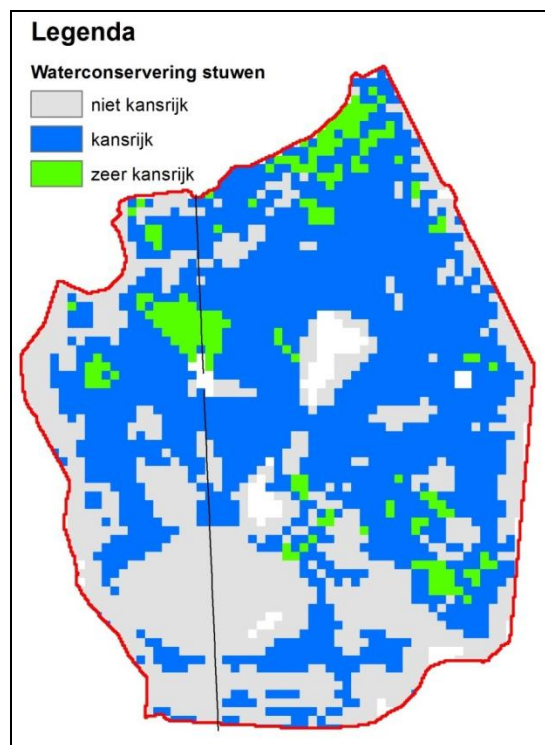 Legenda
Waterconservering stuwen
niet kansrijk
kansrijk
zeer kansrijk